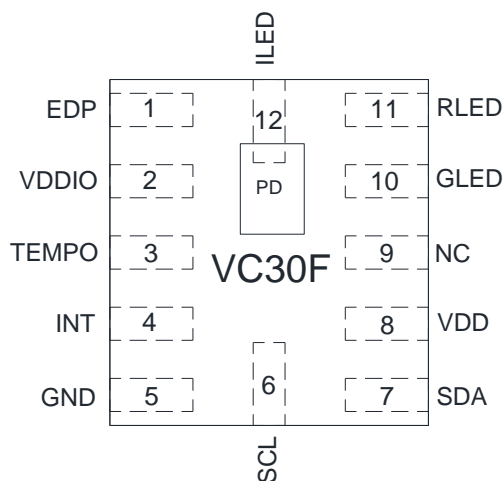 ILED
EDP 1 12 11 RLED
VDDIO 2 PD 10 GLED
TEMPO 3 9 NC
VC30F
INT 4 8 VDD
GND 5 6 7 SDA
SCL